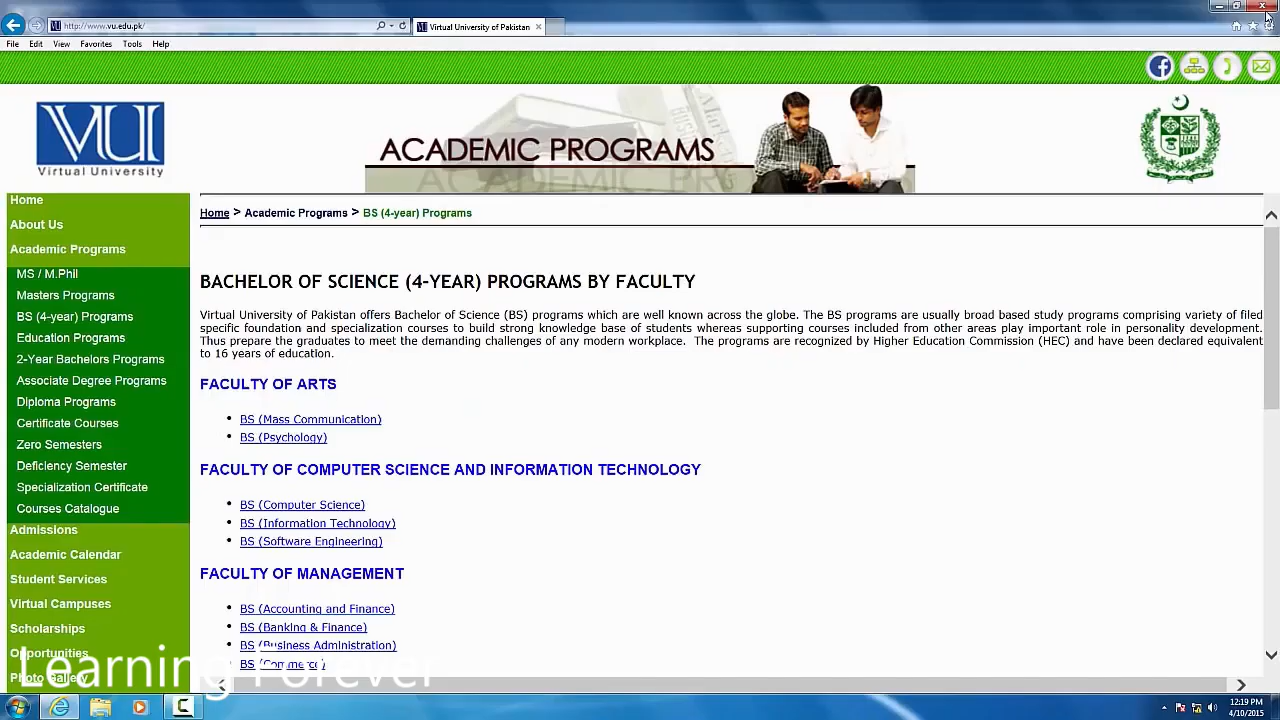 http://www.vu.edu.pk/
Virtual University of Pakistan
File Edit View Favorites Tools Help
VU
Virtual University
ACADEMIC PROGRAMS
Home
About Us
Academic Programs
MS / M.Phil
Masters Programs
BS (4-year) Programs
Education Programs
2-Year Bachelors Programs
Associate Degree Programs
Diploma Programs
Certificate Courses
Zero Semesters
Deficiency Semester
Specialization Certificate
Courses Catalogue
Admissions
Academic Calendar
Student Services
Virtual Campuses
Scholarships
Opportunities
Photo Gallery
Home > Academic Programs > BS (4-year) Programs
BACHELOR OF SCIENCE (4-YEAR) PROGRAMS BY FACULTY
Virtual University of Pakistan offers Bachelor of Science (BS) programs which are well known across the globe. The BS programs are usually broad based study programs comprising variety of filed
specific foundation and specialization courses to build strong knowledge base of students whereas supporting courses included from other areas play important role in personality development.
Thus prepare the graduates to meet the demanding challenges of any modern workplace. The programs are recognized by Higher Education Commission (HEC) and have been declared equivalent
to 16 years of education.
FACULTY OF ARTS
• BS (Mass Communication)
• BS (Psychology)
FACULTY OF COMPUTER SCIENCE AND INFORMATION TECHNOLOGY
• BS (Computer Science)
• BS (Information Technology)
• BS (Software Engineering)
FACULTY OF MANAGEMENT
• BS (Accounting and Finance)
• BS (Banking & Finance)
• BS (Business Administration)
• BS (Commerce)
Learning Forever
12:19 PM
4/10/2015